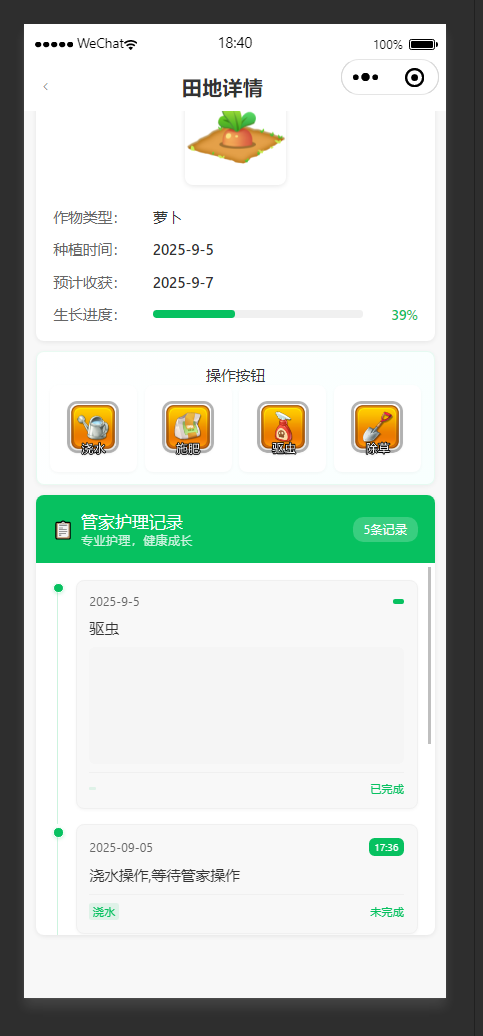 WeChat 18:40 100%
田地详情
作物类型： 萝卜
种植时间： 2025-9-5
预计收获： 2025-9-7
生长进度： 39%
操作按钮
浇水 施肥 驱虫 除草
管家护理记录
专业护理，健康成长
5条记录
2025-9-5
驱虫
已完成
2025-09-05 17:36
浇水操作,等待管家操作
浇水 未完成